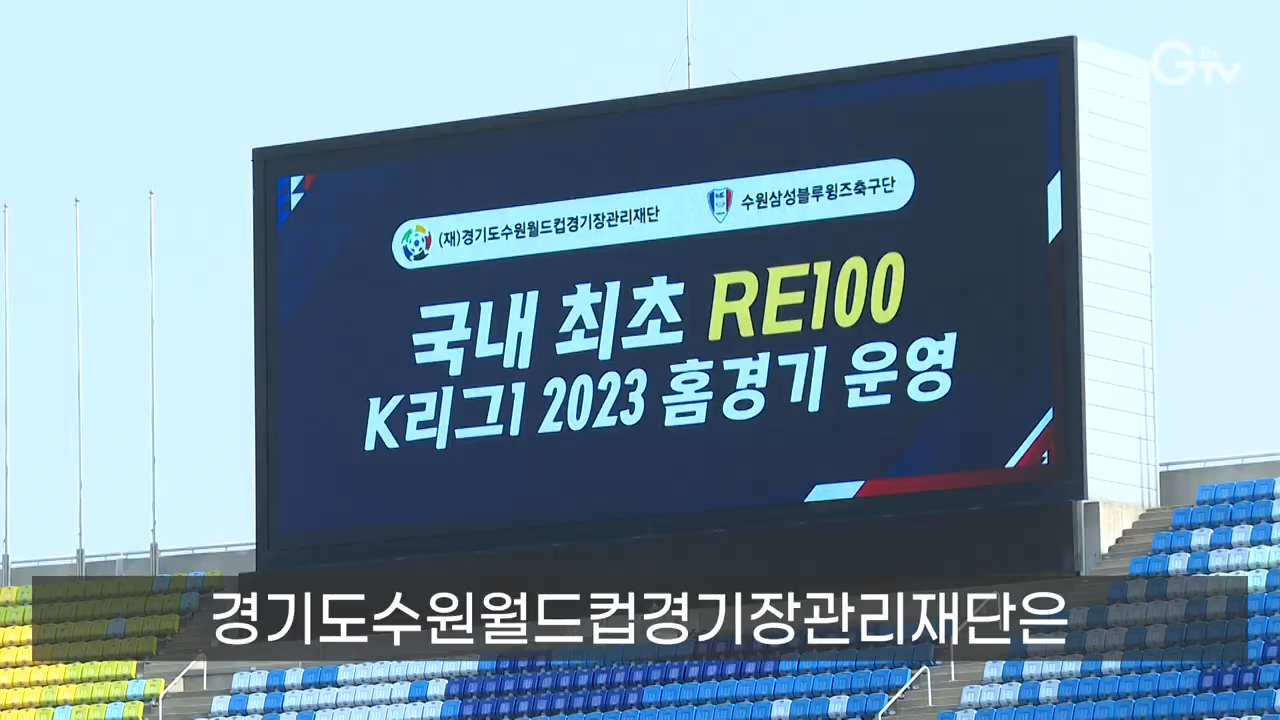 GTV
(재)경기도수원월드컵경기장관리재단 수원삼성블루윙즈축구단
국내 최초 RE100
K리그1 2023 홈경기 운영
경기도수원월드컵경기장관리재단은